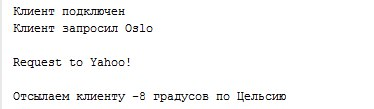 Клиент подключен
Клиент запросил Oslo
Request to Yahoo!
Отсылаем клиенту -8 градусов по Цельсию